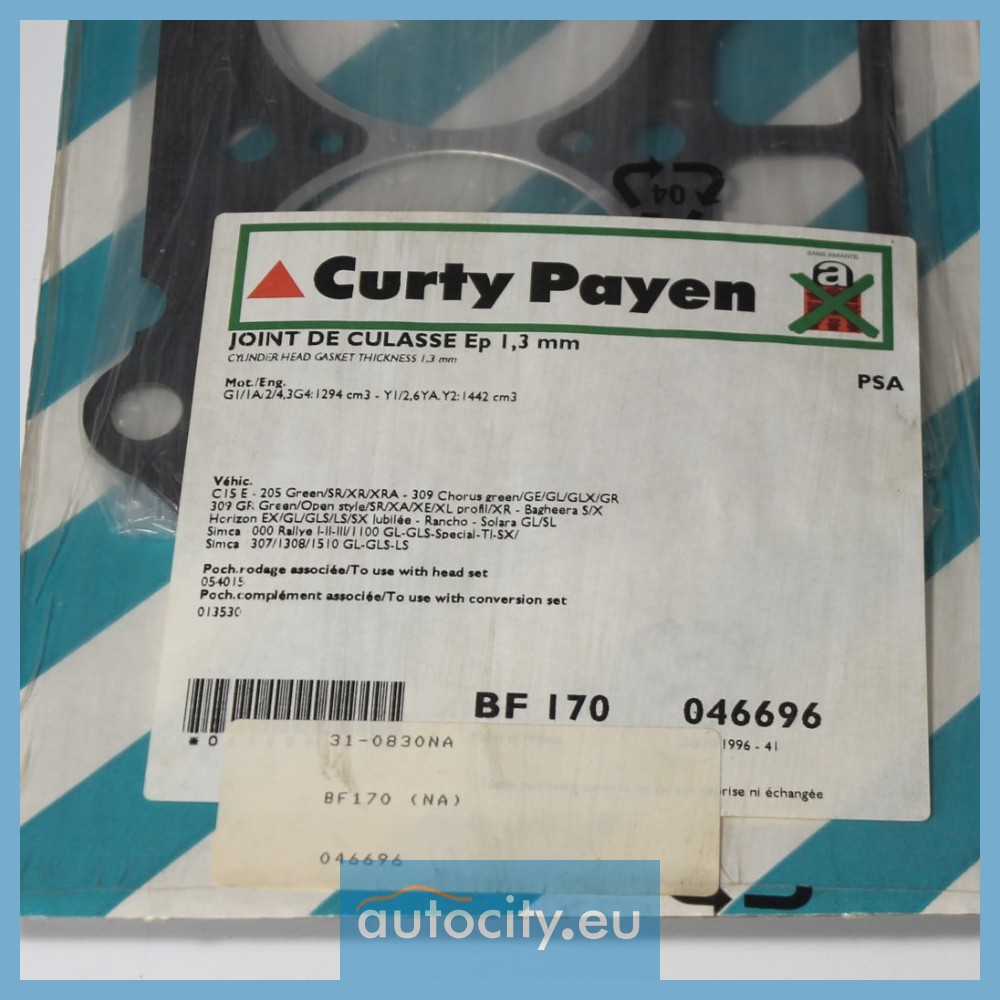 04
Curty Payen
SANS AMIANTE
a
JOINT DE CULASSE Ep 1,3 mm
CYLINDER HEAD GASKET THICKNESS 1.3 mm
PSA
Mot./Eng.
G1/1A/2/4,3G4:1294 cm3 - Y1/2,6YA.Y2:1442 cm3
Véhic.
C15 E - 205 Green/SR/XR/XRA - 309 Chorus green/GE/GL/GLX/GR
309 GR Green/Open style/SR/XA/XE/XL profil/XR - Bagheera S/X
Horizon EX/GL/GLS/LS/SX Jubilée - Rancho - Solara GL/SL
Simca 000 Rallye I-II-III/1100 GL-GLS-Special-TI-SX/
Simca 307/1308/1510 GL-GLS-LS
Poch.rodage associée/To use with head set
054015
Poch.complément associée/To use with conversion set
013530
BF 170 046696
*0
1996 - 41
31-0830NA
BF170 (NA)
ni échangée
046696
autocity.eu